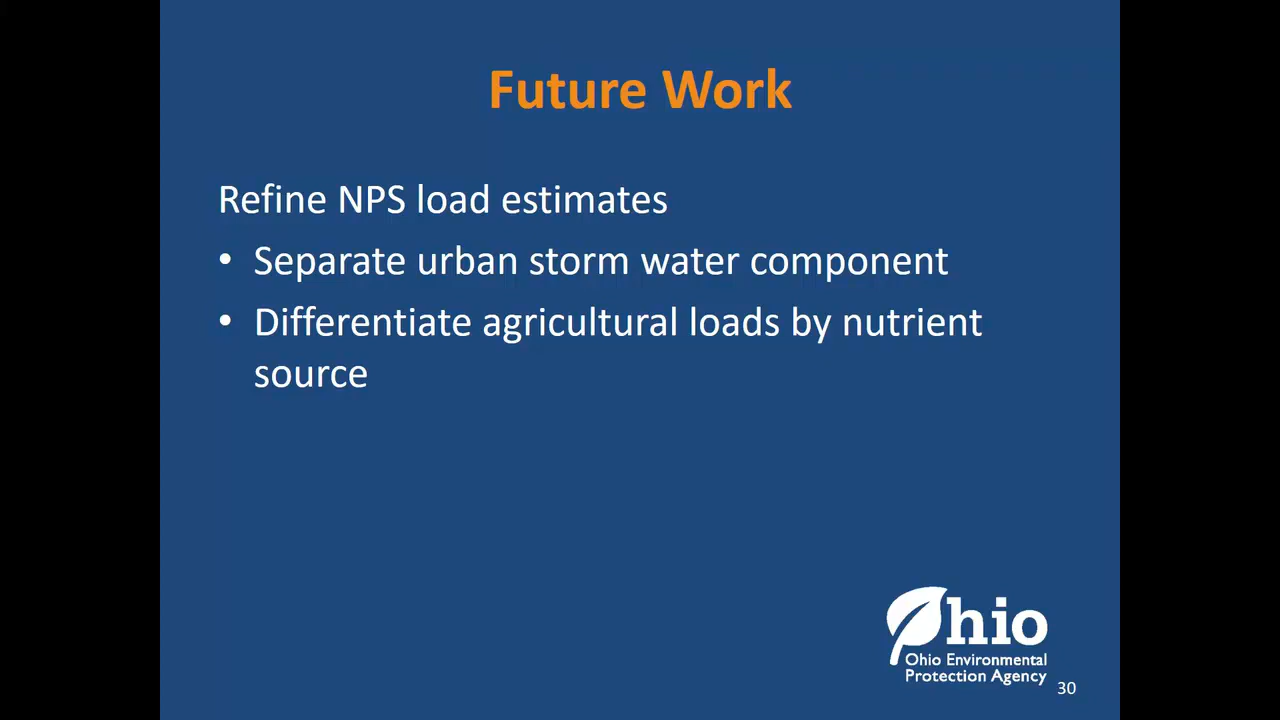 Future Work
Refine NPS load estimates
• Separate urban storm water component
• Differentiate agricultural loads by nutrient
source
Ohio
Ohio Environmental
Protection Agency
30